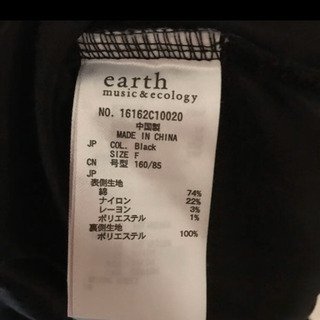 earth
music&ecology
NO. 16162C10020
中国製
MADE IN CHINA
JP COL. Black
SIZE F
CN 号型 160/85
JP
表側生地
綿 74%
ナイロン 22%
レーヨン 3%
ポリエステル 1%
裏側生地
ポリエステル 100%